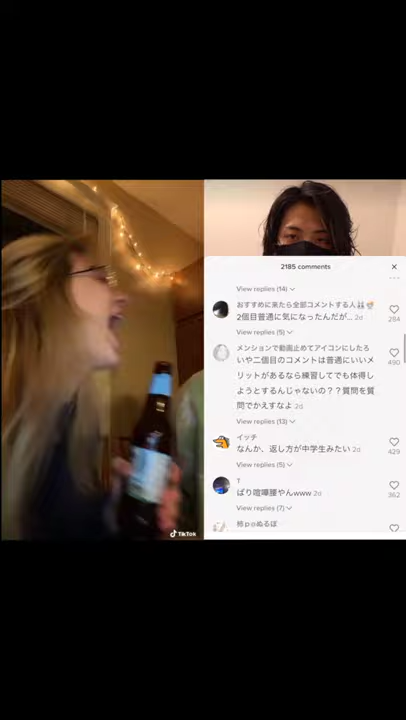 2185 comments
View replies (14)
おすすめに来たら全部コメントする人
2個目普通に気になったんだが... 2d
284
View replies (5)
メンションで動画止めてアイコンにしたろ
いや二個目のコメントは普通にいいメ
リットがあるなら練習してでも体得し
ようとするんじゃないの？？質問を質
問でかえすなよ 2d
490
View replies (13)
イッチ
なんか、返し方が中学生みたい 2d
429
View replies (5)
T
ばり喧嘩腰やんwww 2d
362
View replies (7)
TikTok